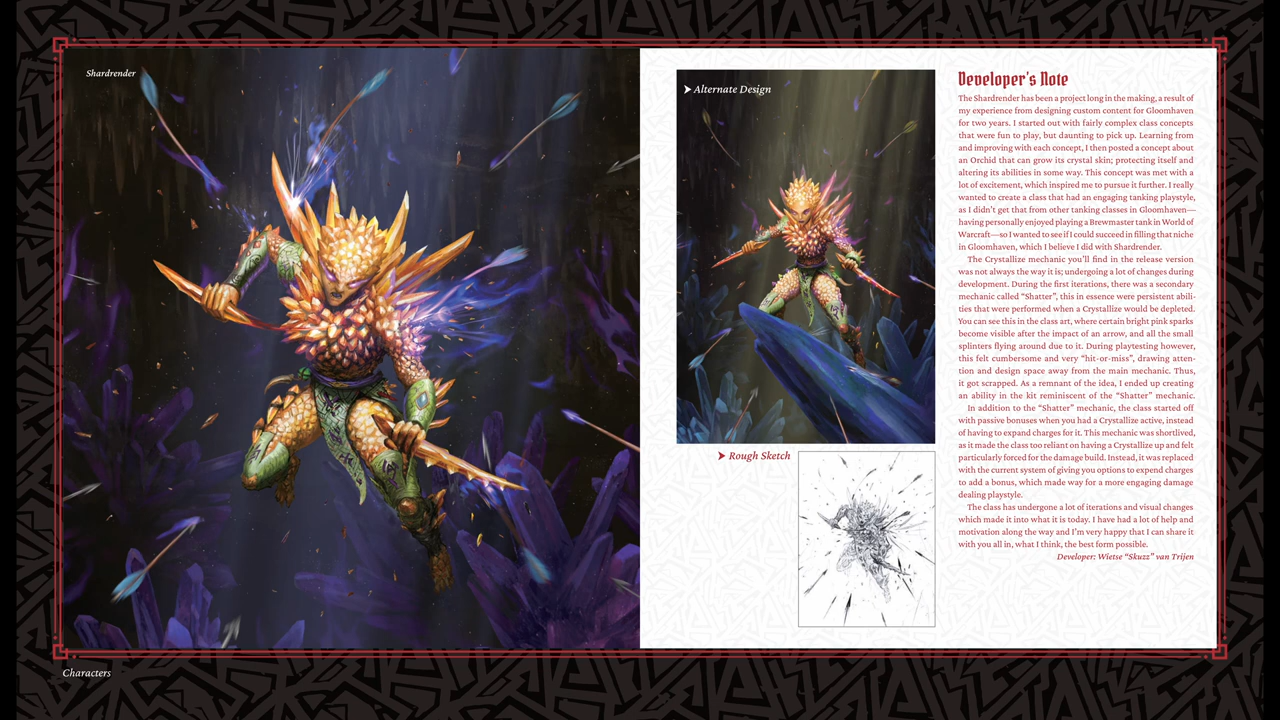 Shardrender
Alternate Design
Rough Sketch
Developer's Note
The Shardrender has been a project long in the making, a result of
my experience from designing custom content for Gloomhaven
for two years. I started out with fairly complex class concepts
that were fun to play, but daunting to pick up. Learning from
and improving with each concept, I then posted a concept about
an Orchid that can grow its crystal skin; protecting itself and
altering its abilities in some way. This concept was met with a
lot of excitement, which inspired me to pursue it further. I really
wanted to create a class that had an engaging tanking playstyle,
as I didn't get that from other tanking classes in Gloomhaven—
having personally enjoyed playing a Brewmaster tank in World of
Warcraft—so I wanted to see if I could succeed in filling that niche
in Gloomhaven, which I believe I did with Shardrender.
The Crystallize mechanic you'll find in the release version
was not always the way it is; undergoing a lot of changes during
development. During the first iterations, there was a secondary
mechanic called “Shatter”, this in essence were persistent abili-
ties that were performed when a Crystallize would be depleted.
You can see this in the class art, where certain bright pink sparks
become visible after the impact of an arrow, and all the small
splinters flying around due to it. During playtesting however,
this felt cumbersome and very “hit-or-miss”, drawing atten-
tion and design space away from the main mechanic. Thus,
it got scrapped. As a remnant of the idea, I ended up creating
an ability in the kit reminiscent of the “Shatter” mechanic.
In addition to the “Shatter” mechanic, the class started off
with passive bonuses when you had a Crystallize active, instead
of having to expand charges for it. This mechanic was shortlived,
as it made the class too reliant on having a Crystallize up and felt
particularly forced for the damage build. Instead, it was replaced
with the current system of giving you options to expend charges
to add a bonus, which made way for a more engaging damage
dealing playstyle.
The class has undergone a lot of iterations and visual changes
which made it into what it is today. I have had a lot of help and
motivation along the way and I'm very happy that I can share it
with you all in, what I think, the best form possible.
Developer: Wietse “Skuzz” van Trijen
Characters